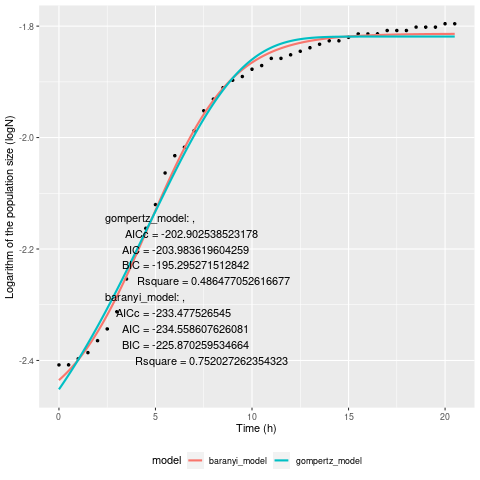 -1.8
-2.0
-2.2
-2.4
Logarithm of the population size (logN)
gompertz_model: ,
AICc = -202.902538523178
AIC = -203.983619604259
BIC = -195.295271512842
Rsquare = 0.486477052616677
baranyi_model: ,
AICc = -233.477526545
AIC = -234.558607626081
BIC = -225.870259534664
Rsquare = 0.752027262354323
0 5 10 15 20
Time (h)
model baranyi_model gompertz_model